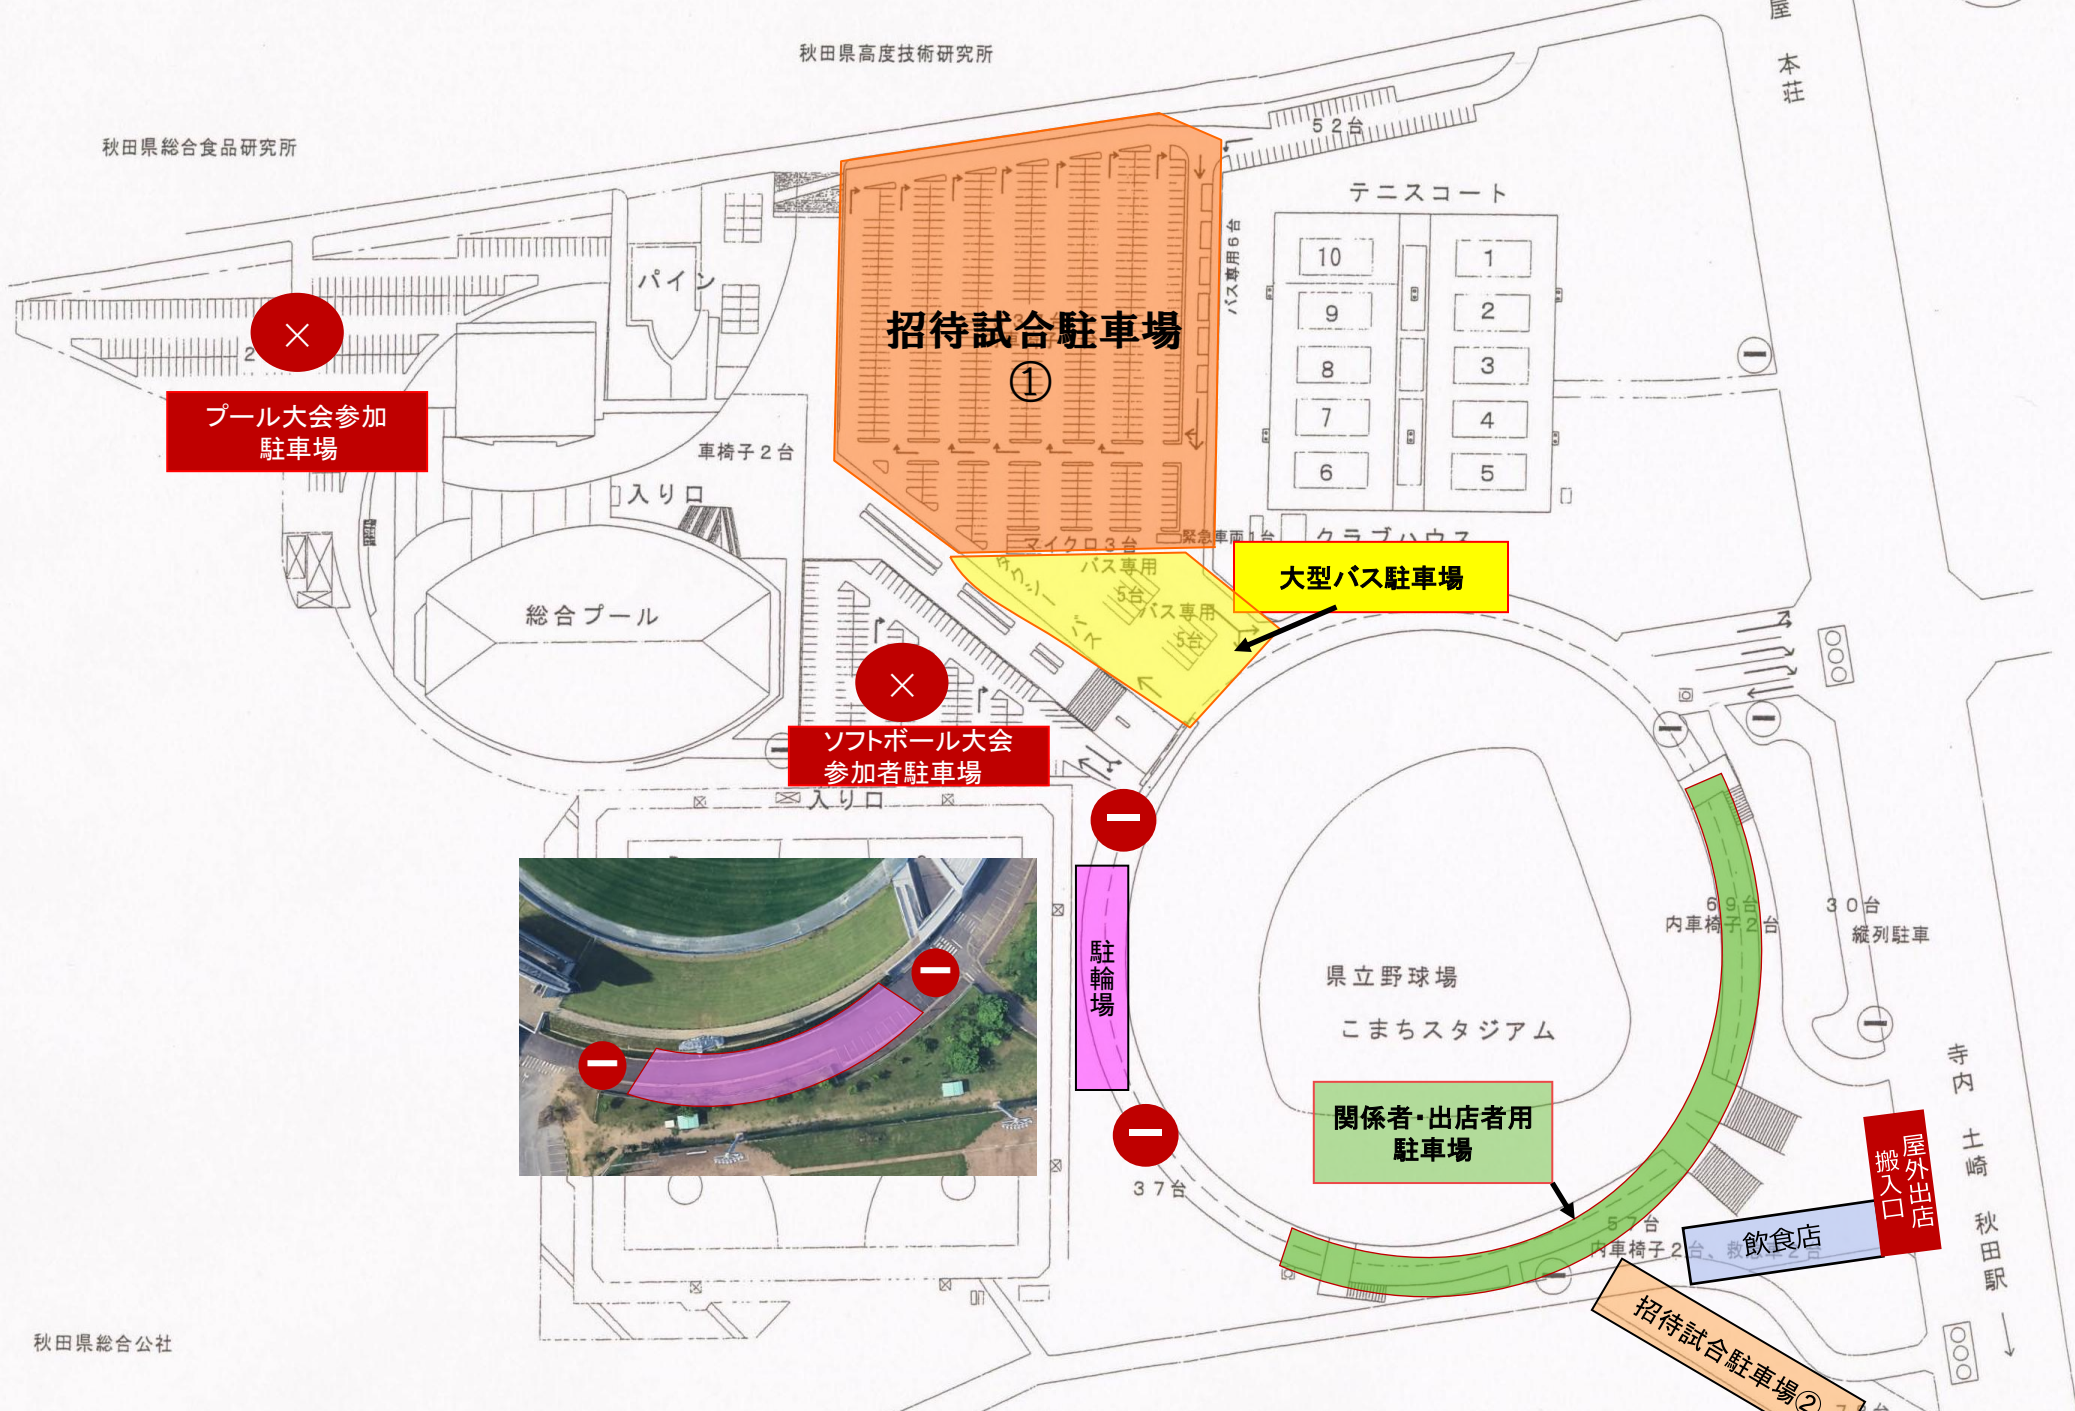 屋
本
荘
秋田県高度技術研究所
秋田県総合食品研究所
52台
テニスコート
バス専用6台
パイン
10
1
9
2
8
3
7
4
6
5
招待試合駐車場
①
2
プール大会参加
駐車場
車椅子2台
入り口
マイクロ3台
緊急車両1台
クラブハウス
バス専用
5台
タクシー
バス
バス専用
5台
大型バス駐車場
総合プール
ソフトボール大会
参加者駐車場
入り口
駐輪場
69台
内車椅子2台
30台
縦列駐車
県立野球場
こまちスタジアム
関係者・出店者用
駐車場
37台
57台
内車椅子2台、
飲食店
屋外出店
搬入口
寺内
土崎
秋田駅
招待試合駐車場②
秋田県総合公社